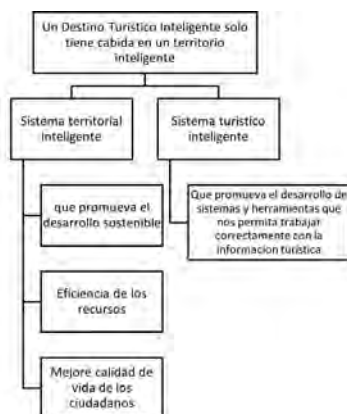 Un Destino Turístico Inteligente solo
tiene cabida en un territorio
inteligente
Sistema territorial
inteligente
Sistema turístico
inteligente
que promueva el
desarrollo sostenible
Que promueva el desarrollo de
sistemas y herramientas que
nos permita trabajar
correctamente con la
informacion turística
Eficiencia de los
recursos
Mejore calidad de
vida de los
ciudadanos